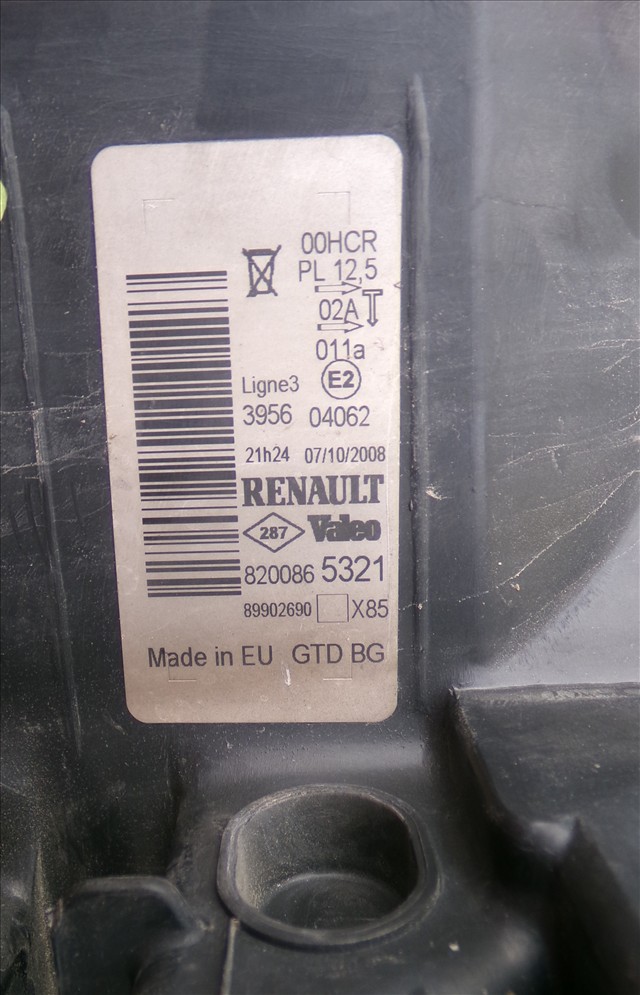 00HCR
PL 12,5
02A
011a
Ligne3 E2
3956 04062
21h24 07/10/2008
RENAULT
287 Valeo
820086 5321
89902690 X85
Made in EU GTD BG